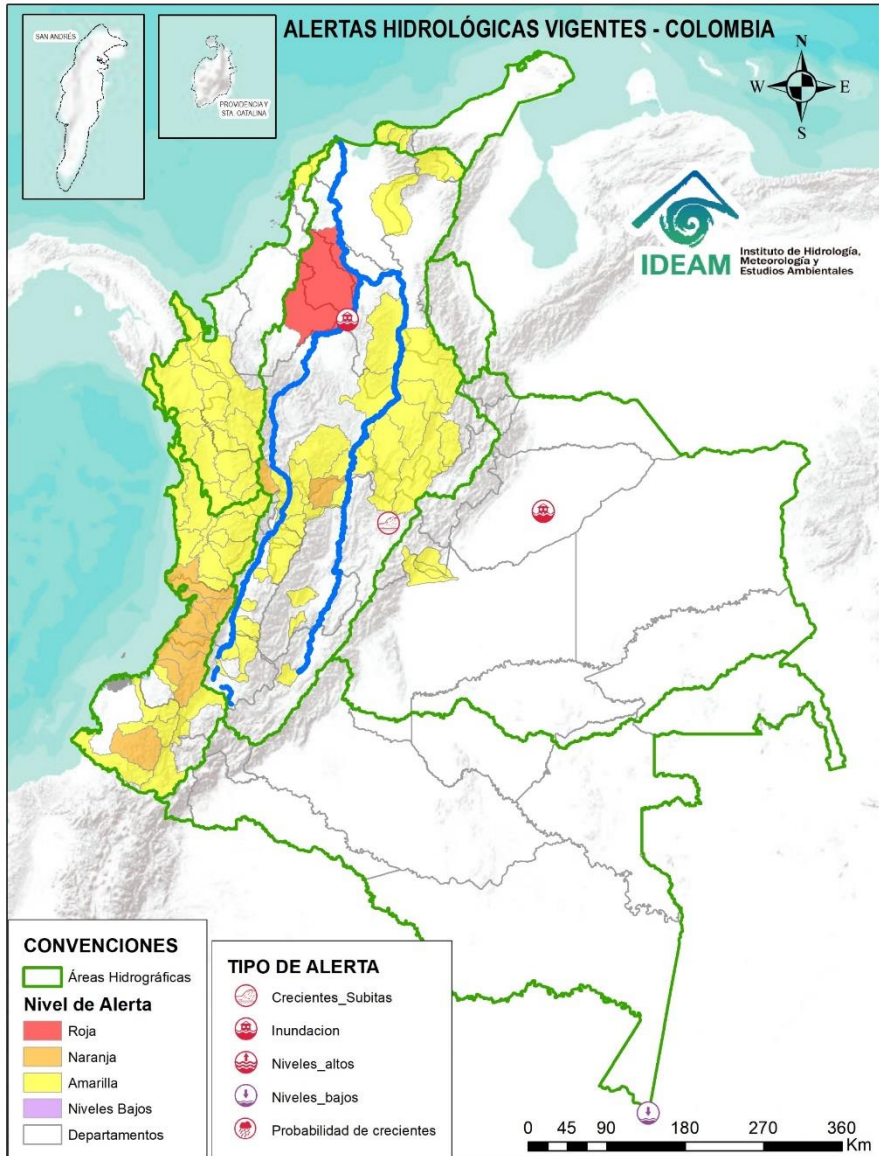 ALERTAS HIDROLÓGICAS VIGENTES - COLOMBIA
SAN ANDRÉS
PROVIDENCIA Y
STA. CATALINA
N
W
E
S
IDEAM
Instituto de Hidrología,
Meteorología y
Estudios Ambientales
CONVENCIONES
Áreas Hidrográficas
Nivel de Alerta
Roja
Naranja
Amarilla
Niveles Bajos
Departamentos
TIPO DE ALERTA
Crecientes_Subitas
Inundacion
Niveles_altos
Niveles_bajos
Probabilidad de crecientes
0 45 90 180 270 360
Km